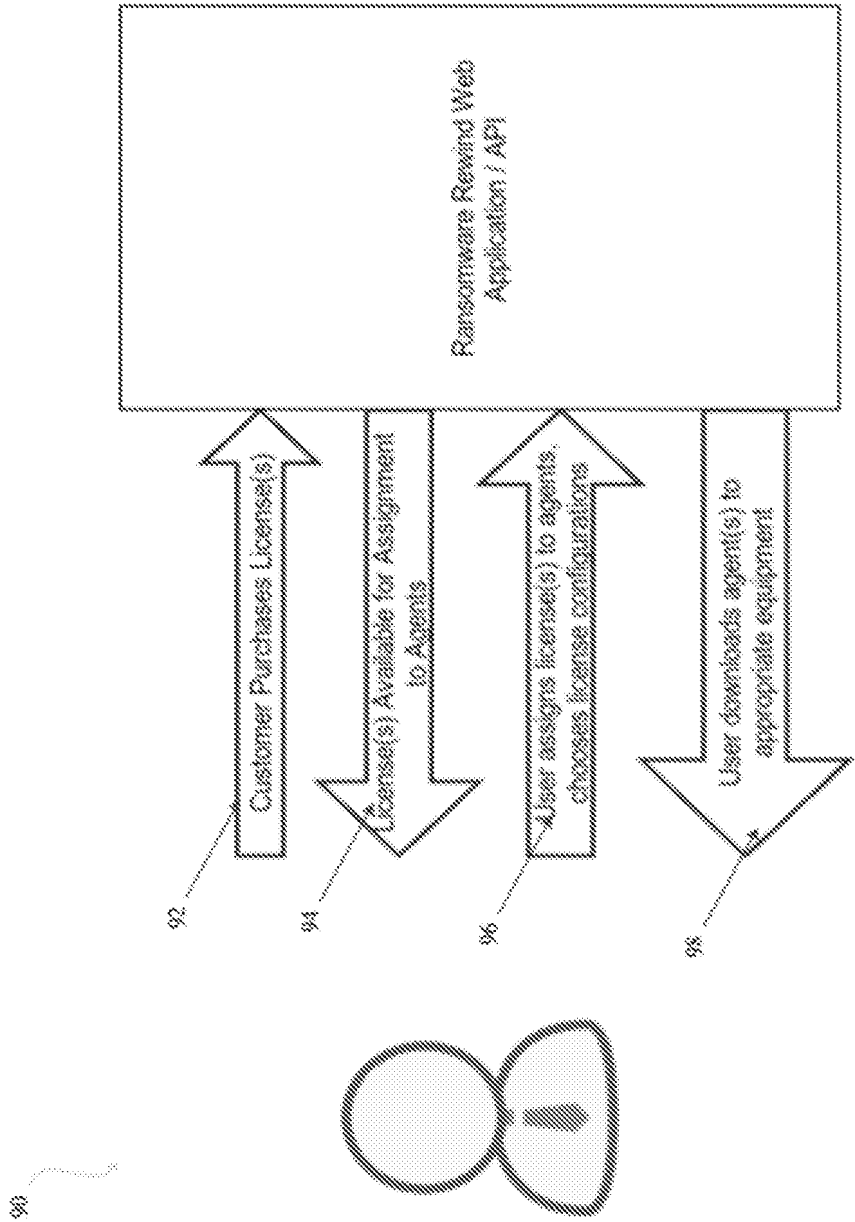 90
92
Customer Purchases License(s)
94
License(s) Available for Assignment
to Agents
96
User assigns license(s) to agents,
chooses license configurations
98
User downloads agent(s) to
appropriate equipment
Ransomware Rewind Web
Application / API